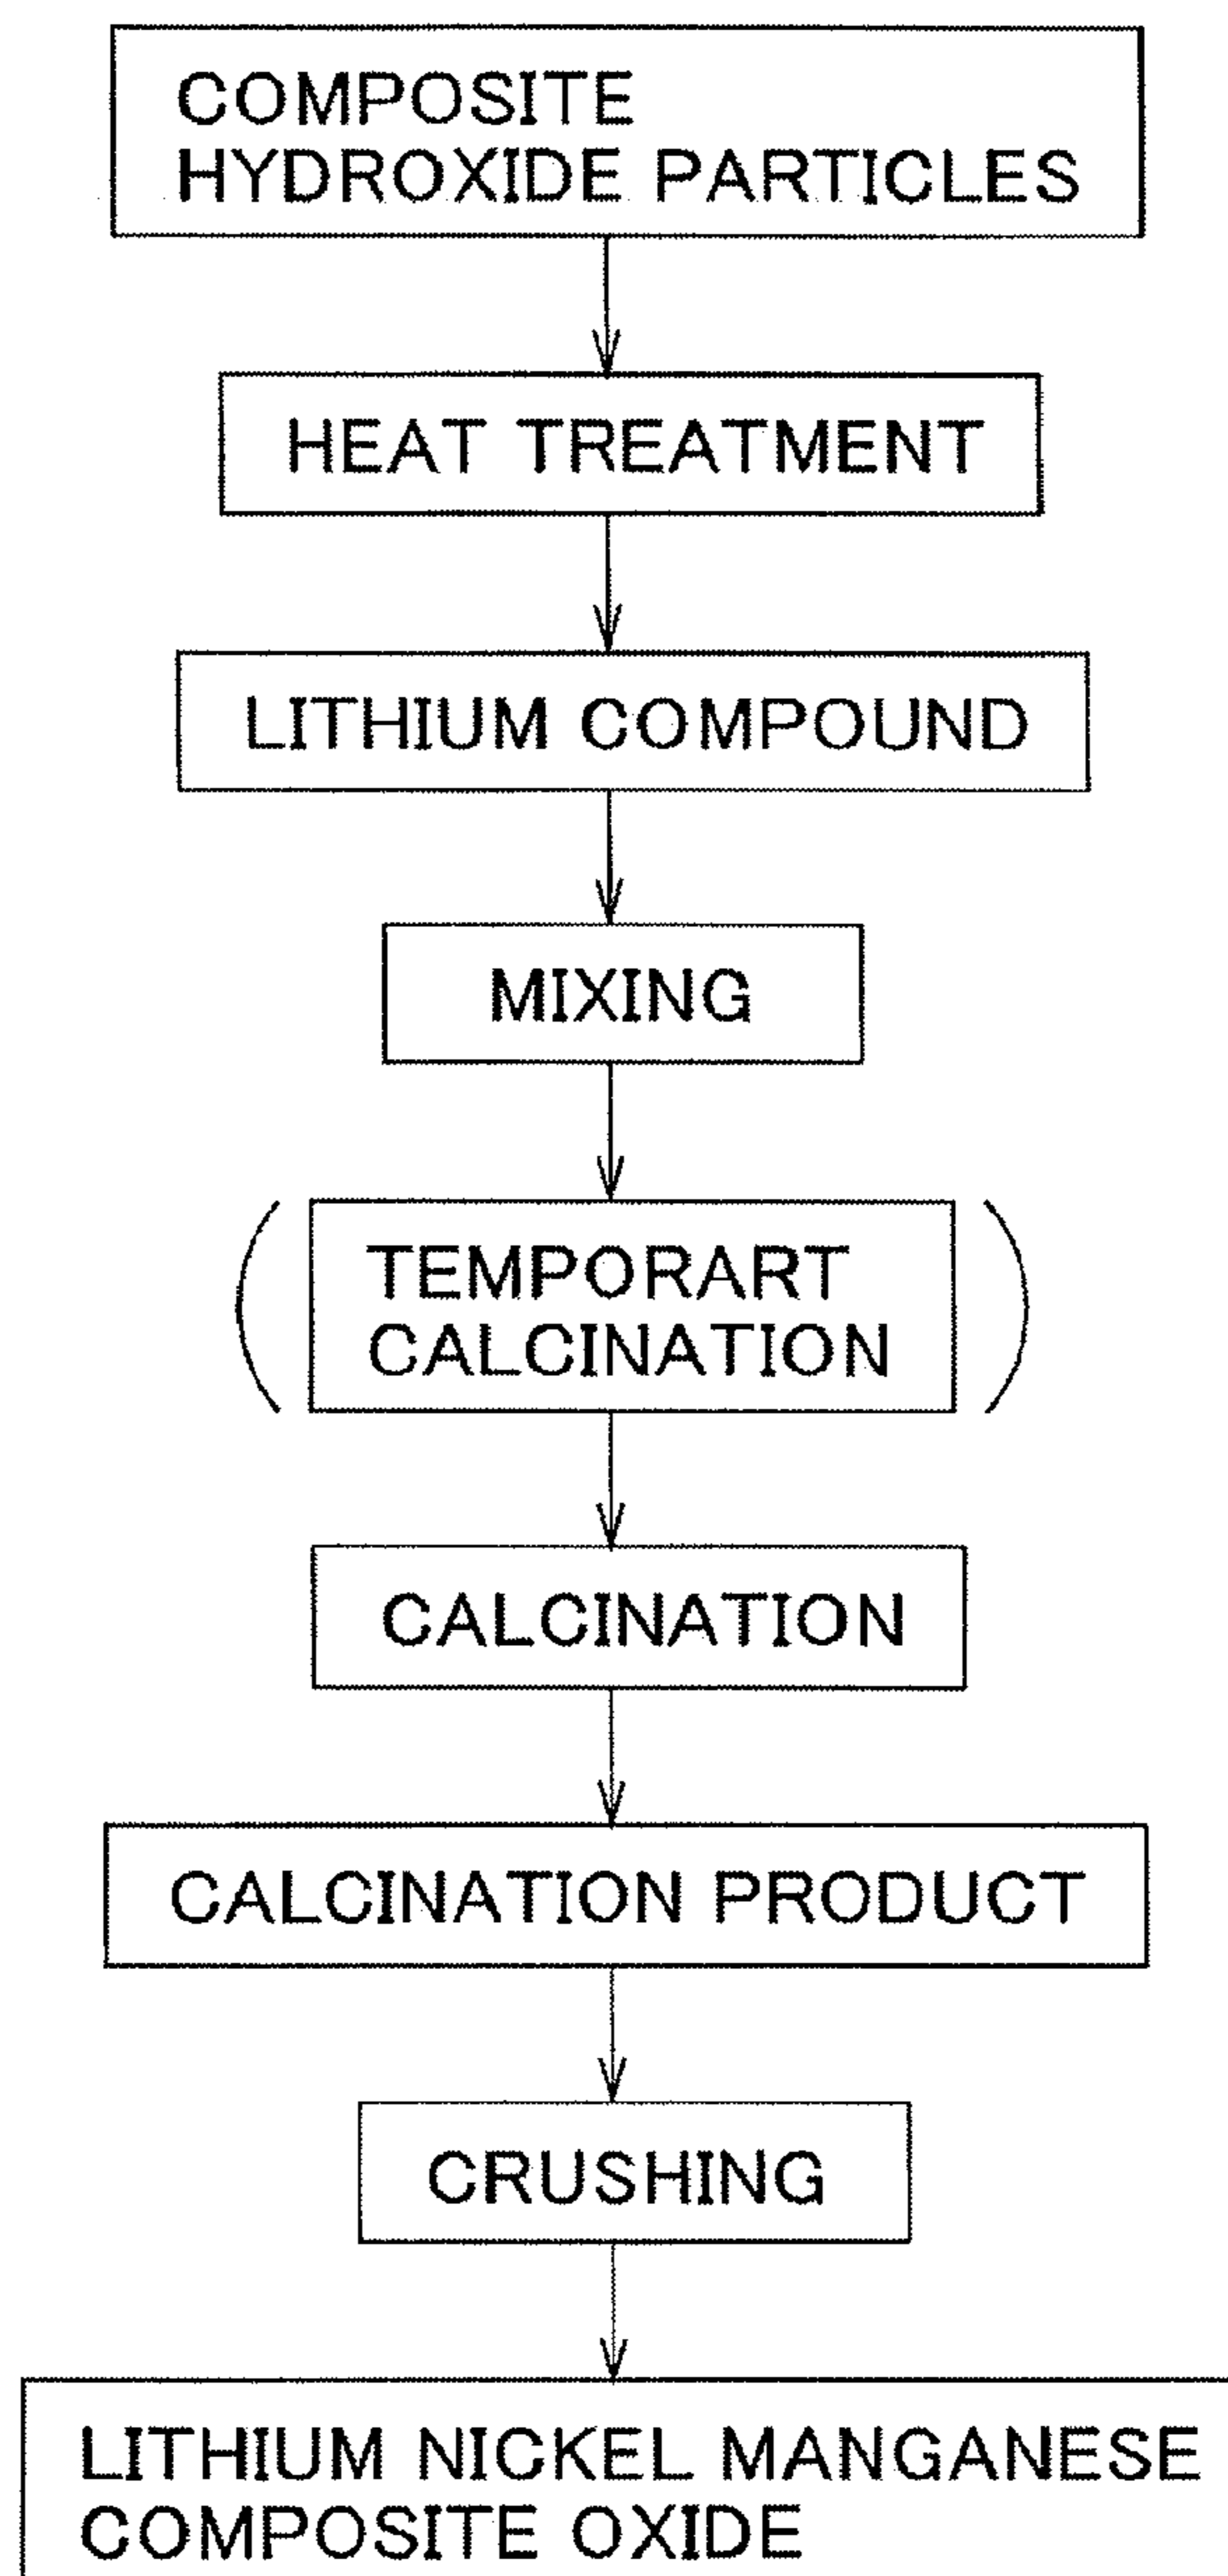 COMPOSITE
HYDROXIDE PARTICLES
HEAT TREATMENT
LITHIUM COMPOUND
MIXING
TEMPORART
CALCINATION
CALCINATION
CALCINATION PRODUCT
CRUSHING
LITHIUM NICKEL MANGANESE
COMPOSITE OXIDE